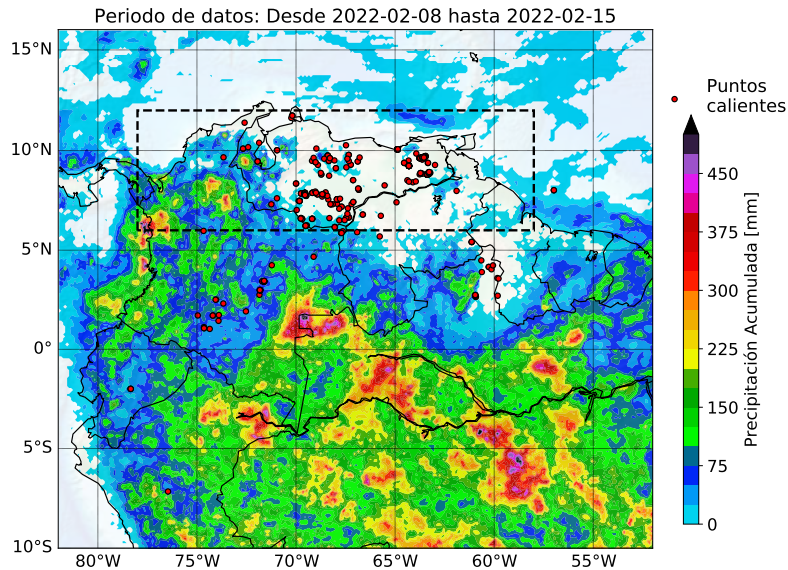 Periodo de datos: Desde 2022-02-08 hasta 2022-02-15
15°N
10°N
5°N
0°
5°S
10°S
80°W
75°W
70°W
65°W
60°W
55°W
Puntos
calientes
450
375
300
225
150
75
0
Precipitación Acumulada [mm]